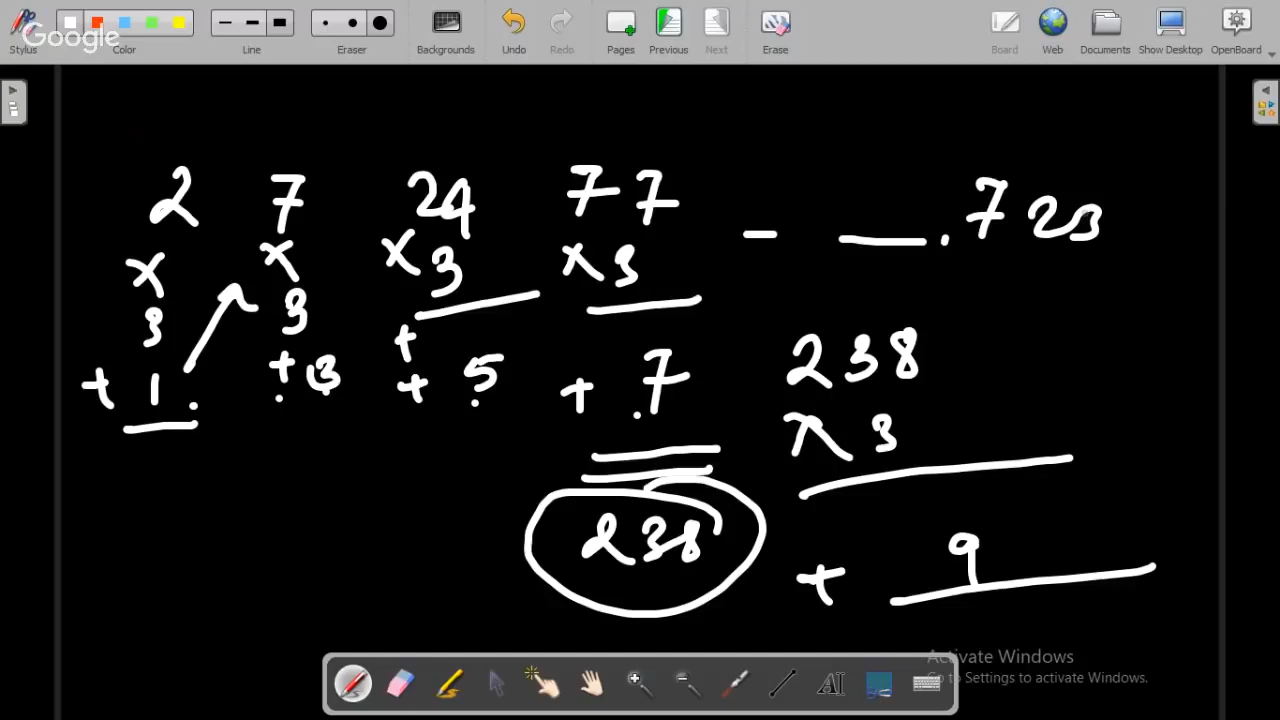 Google
Stylus Color Line Eraser Backgrounds Undo Redo Pages Previous Next Erase Board Web Documents Show Desktop OpenBoard
2 7 24 77 - __ . 723
x x x3 x3
3 3
+ 1 + 3 + + 5 + 7
238
x 3
238
+ 9
AI
Activate Windows
Go to Settings to activate Windows.